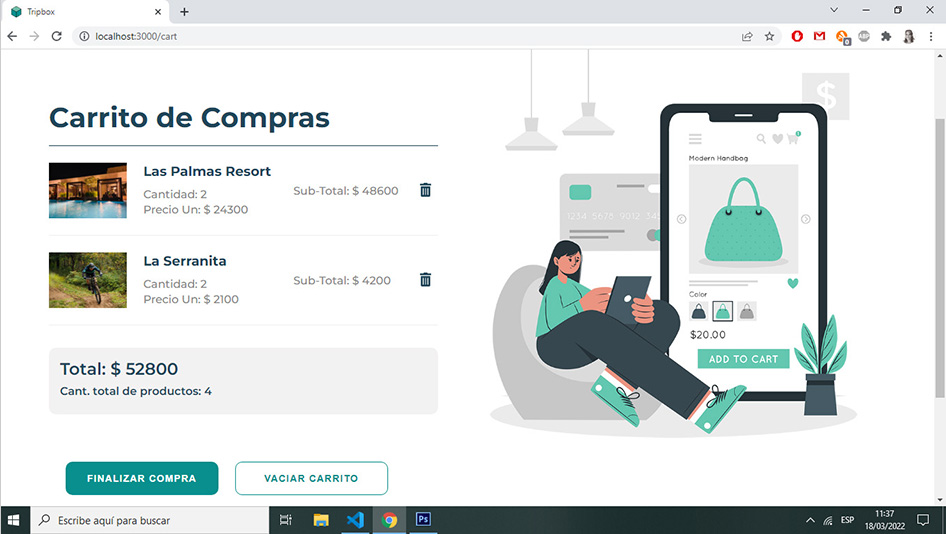 Tripbox
localhost:3000/cart
0
ABP
Carrito de Compras
Las Palmas Resort
Cantidad: 2
Precio Un: $ 24300
Sub-Total: $ 48600
La Serranita
Cantidad: 2
Precio Un: $ 2100
Sub-Total: $ 4200
Total: $ 52800
Cant. total de productos: 4
FINALIZAR COMPRA
VACIAR CARRITO
$
Modern Handbag
1234 5678 9012 34
Color
$20.00
ADD TO CART
Escribe aquí para buscar
Ps
ESP
11:37
18/03/2022